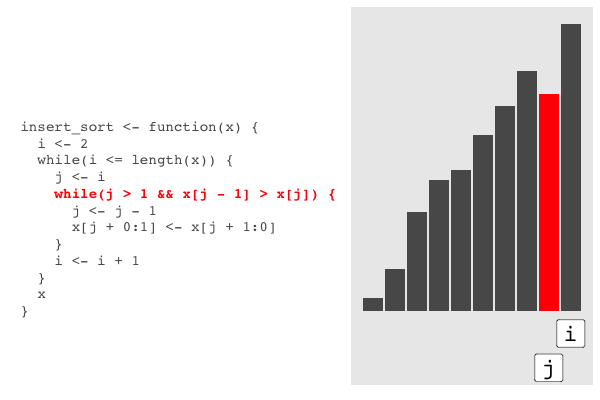 insert_sort <- function(x) {
  i <- 2
  while(i <= length(x)) {
    j <- i
    while(j > 1 && x[j - 1] > x[j]) {
      j <- j - 1
      x[j + 0:1] <- x[j + 1:0]
    }
    i <- i + 1
  }
  x
}
i
j